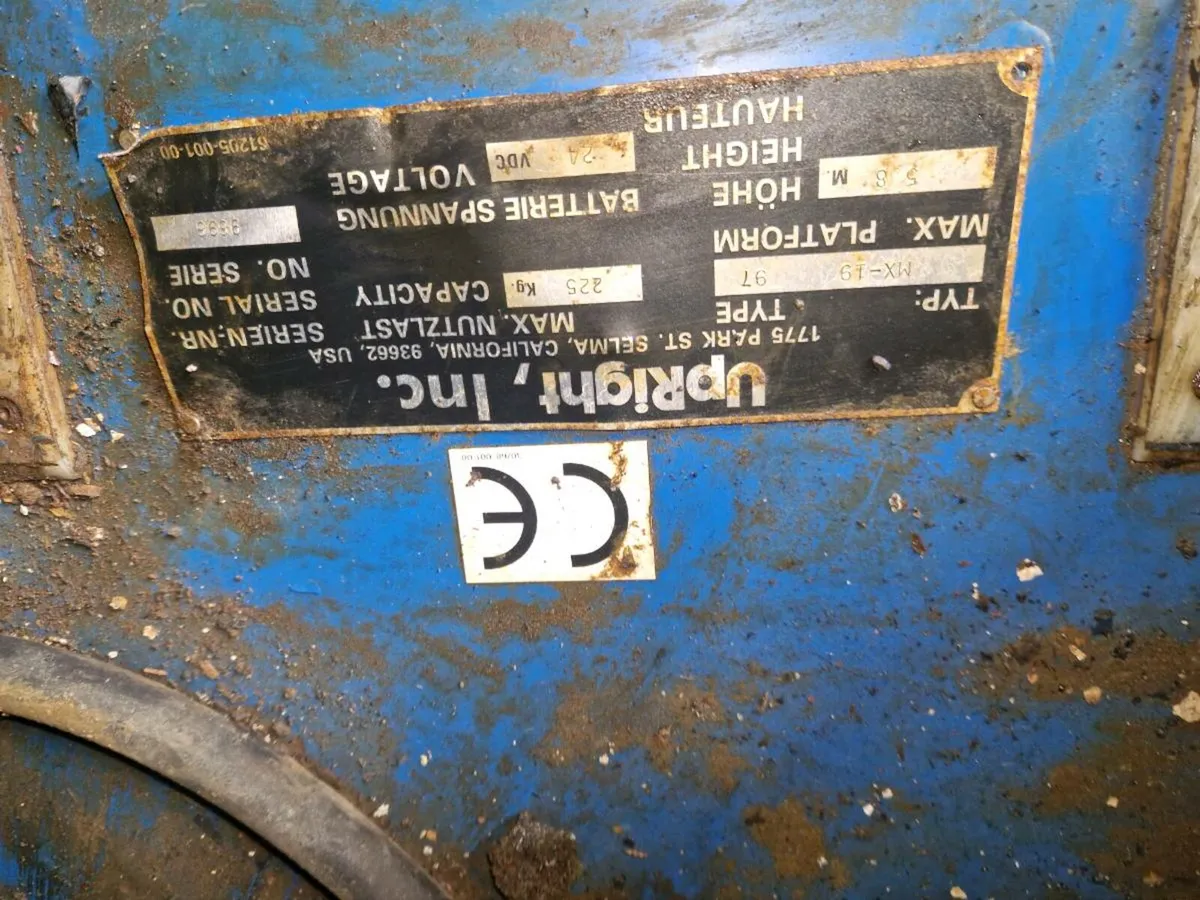 CE
UpRight, Inc.
1775 PARK ST. SELMA, CALIFORNIA, 93662, USA
TYP: TYPE
MX-19 97
MAX. PLATFORM
HÖHE
HEIGHT
HAUTEUR
5.8 M.
MAX. NUTZLAST
CAPACITY
225 Kg.
BATTERIE SPANNUNG
VOLTAGE
24 VDC
SERIEN-NR.
SERIAL NO.
NO. SERIE
61205-001-00